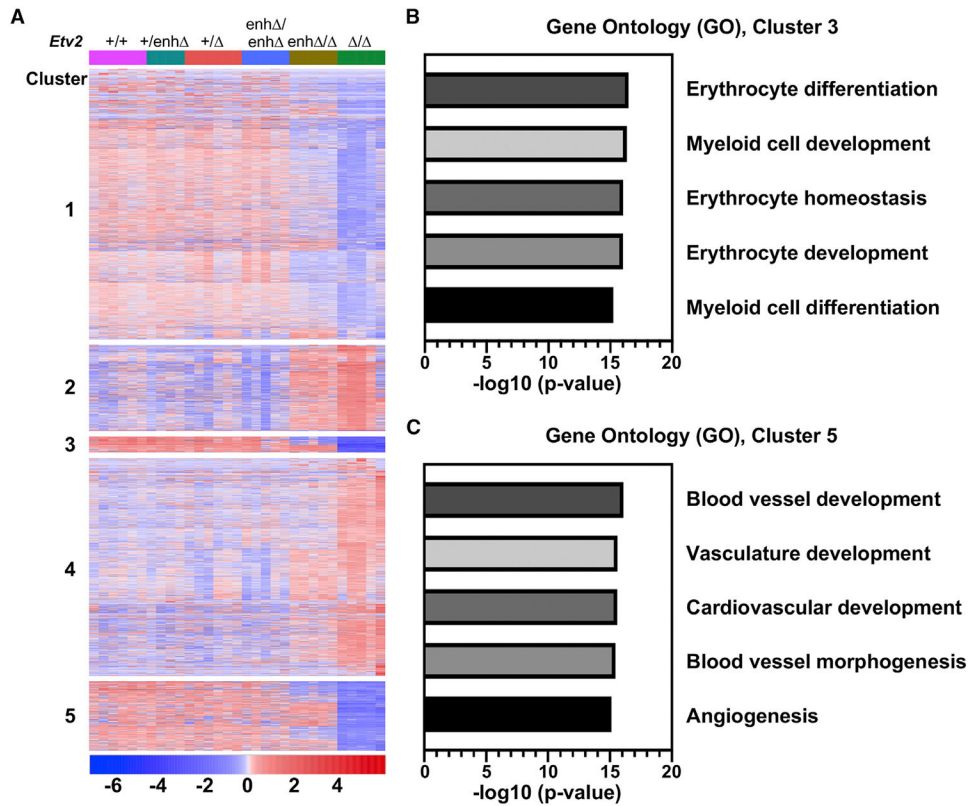 A
Etv2
+/+
+/enhΔ
+/Δ
enhΔ/
enhΔ
enhΔ/Δ
Δ/Δ
Cluster
1
2
3
4
5
-6
-4
-2
0
2
4
B
Gene Ontology (GO), Cluster 3
Erythrocyte differentiation
Myeloid cell development
Erythrocyte homeostasis
Erythrocyte development
Myeloid cell differentiation
0
5
10
15
20
-log10 (p-value)
C
Gene Ontology (GO), Cluster 5
Blood vessel development
Vasculature development
Cardiovascular development
Blood vessel morphogenesis
Angiogenesis
0
5
10
15
20
-log10 (p-value)